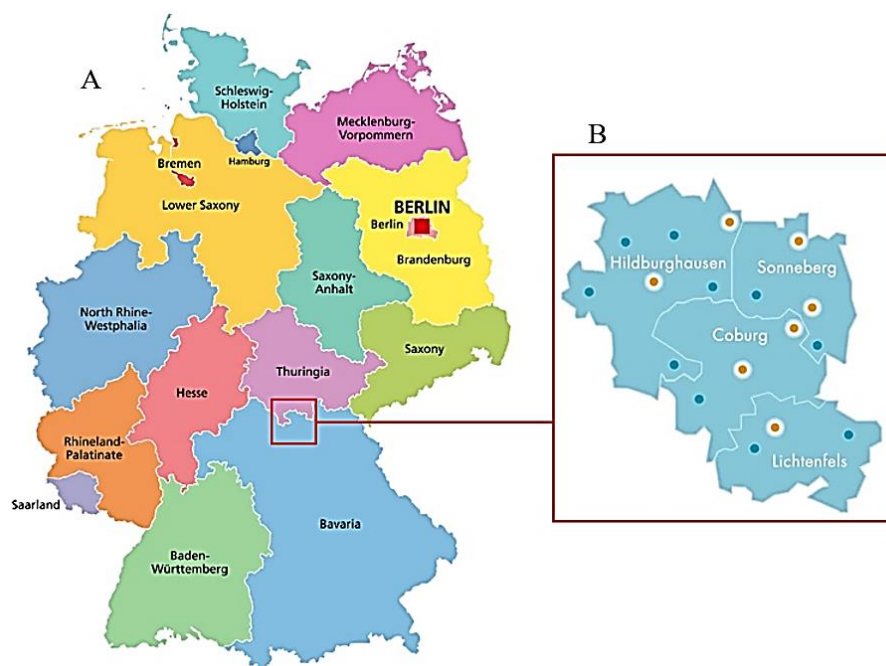 A
Schleswig-
Holstein
Mecklenburg-
Vorpommern
Hamburg
Bremen
Lower Saxony
BERLIN
Berlin
Brandenburg
Saxony-
Anhalt
North Rhine-
Westphalia
Saxony
Thuringia
Hesse
Rhineland-
Palatinate
Saarland
Bavaria
Baden-
Württemberg
B
Hildburghausen
Sonneberg
Coburg
Lichtenfels